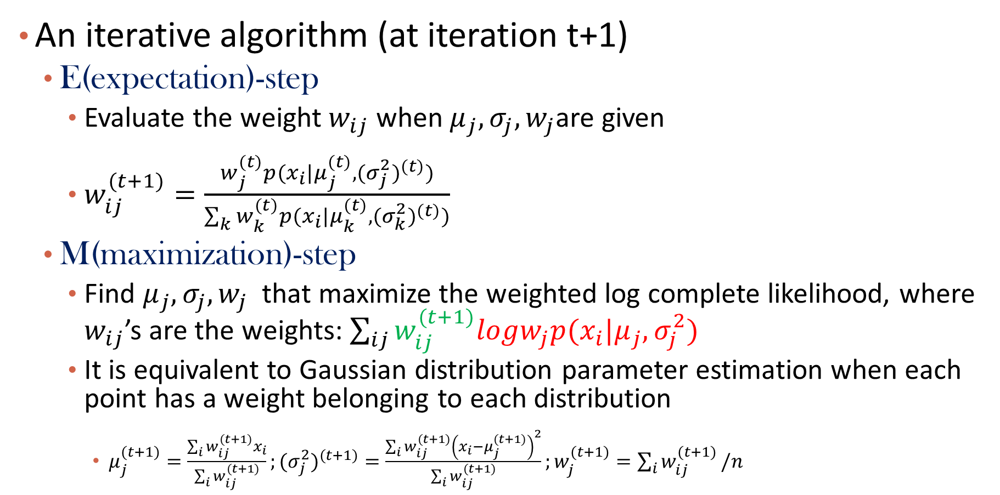 • An iterative algorithm (at iteration t+1)
• E(expectation)-step
• Evaluate the weight $w_{ij}$ when $\mu_j, \sigma_j, w_j$are given
• $w_{ij}^{(t+1)} = \frac{w_j^{(t)} p(x_i|\mu_j^{(t)},(\sigma_j^2)^{(t)})}{\sum_k w_k^{(t)} p(x_i|\mu_k^{(t)},(\sigma_k^2)^{(t)})}$
• M(maximization)-step
• Find $\mu_j, \sigma_j, w_j$ that maximize the weighted log complete likelihood, where
$w_{ij}$’s are the weights: $\sum_{ij} w_{ij}^{(t+1)} log w_j p(x_i|\mu_j, \sigma_j^2)$
• It is equivalent to Gaussian distribution parameter estimation when each
point has a weight belonging to each distribution
• $\mu_j^{(t+1)} = \frac{\sum_i w_{ij}^{(t+1)} x_i}{\sum_i w_{ij}^{(t+1)}}; (\sigma_j^2)^{(t+1)} = \frac{\sum_i w_{ij}^{(t+1)} \left(x_i - \mu_j^{(t+1)}\right)^2}{\sum_i w_{ij}^{(t+1)}}; w_j^{(t+1)} = \sum_i w_{ij}^{(t+1)} / n$